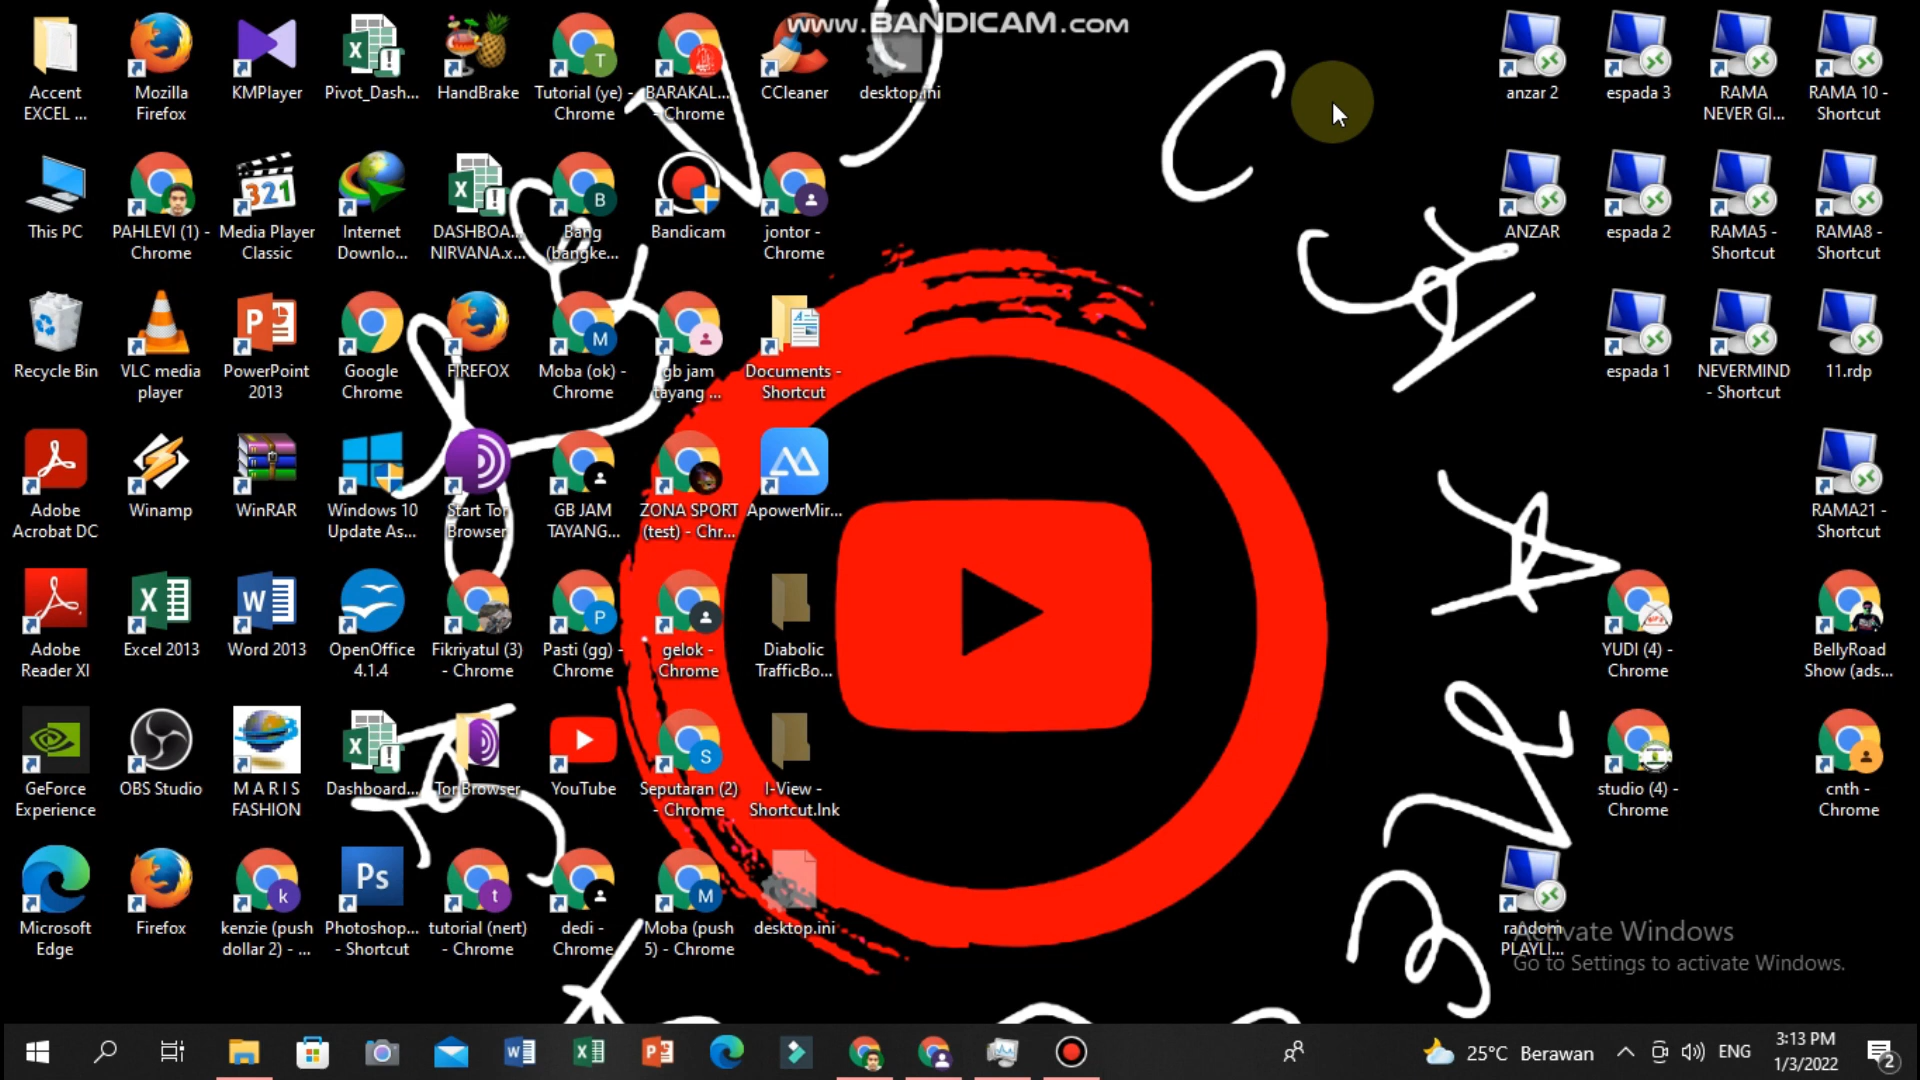 www.BANDICAM.com
Accent
EXCEL ...
Mozilla
Firefox
KMPlayer
Pivot_Dash...
HandBrake
Tutorial (ye) -
Chrome
BARAKAL...
- Chrome
CCleaner
desktop.ini
anzar 2
espada 3
RAMA
NEVER GI...
RAMA 10 -
Shortcut
This PC
PAHLEVI (1) -
Chrome
Media Player
Classic
Internet
Downlo...
DASHBOA...
NIRVANA.x...
Bang
(bangke...
Bandicam
jontor -
Chrome
ANZAR
espada 2
RAMA5 -
Shortcut
RAMA8 -
Shortcut
Recycle Bin
VLC media
player
PowerPoint
2013
Google
Chrome
FIREFOX
Moba (ok) -
Chrome
gb jam
tayang ...
Documents -
Shortcut
espada 1
NEVERMIND
- Shortcut
11.rdp
Adobe
Acrobat DC
Winamp
WinRAR
Windows 10
Update As...
Start Tor
Browser
GB JAM
TAYANG...
ZONA SPORT
(test) - Chr...
ApowerMir...
RAMA21 -
Shortcut
Adobe
Reader XI
Excel 2013
Word 2013
OpenOffice
4.1.4
Fikriyatul (3)
- Chrome
Pasti (gg) -
Chrome
gelok -
Chrome
Diabolic
TrafficBo...
YUDI (4) -
Chrome
BellyRoad
Show (ads...
GeForce
Experience
OBS Studio
M A R I S
FASHION
Dashboard...
Tor Browser
YouTube
Seputaran (2)
- Chrome
I-View -
Shortcut.lnk
studio (4) -
Chrome
cnth -
Chrome
Microsoft
Edge
Firefox
kenzie (push
dollar 2) - ...
Photoshop...
- Shortcut
tutorial (nert)
- Chrome
dedi -
Chrome
Moba (push
5) - Chrome
desktop.ini
random
PLAYLI...
Activate Windows
Go to Settings to activate Windows.
25°C Berawan
ENG
3:13 PM
1/3/2022
2